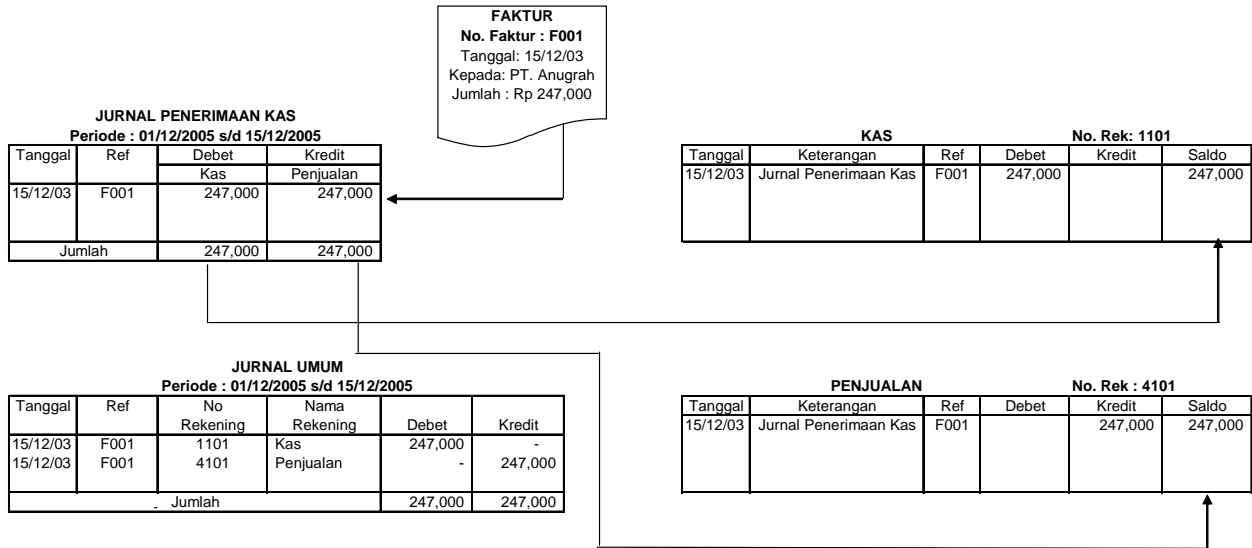 FAKTUR
No. Faktur : F001
Tanggal: 15/12/03
Kepada: PT. Anugrah
Jumlah : Rp 247,000
JURNAL PENERIMAAN KAS
Periode : 01/12/2005 s/d 15/12/2005
Tanggal Ref Debet Kredit
Kas Penjualan
15/12/03 F001 247,000 247,000
Jumlah 247,000 247,000
KAS No. Rek: 1101
Tanggal Keterangan Ref Debet Kredit Saldo
15/12/03 Jurnal Penerimaan Kas F001 247,000 247,000
JURNAL UMUM
Periode : 01/12/2005 s/d 15/12/2005
Tanggal Ref No Nama
Rekening Rekening Debet Kredit
15/12/03 F001 1101 Kas 247,000 -
15/12/03 F001 4101 Penjualan - 247,000
- Jumlah 247,000 247,000
PENJUALAN No. Rek : 4101
Tanggal Keterangan Ref Debet Kredit Saldo
15/12/03 Jurnal Penerimaan Kas F001 247,000 247,000